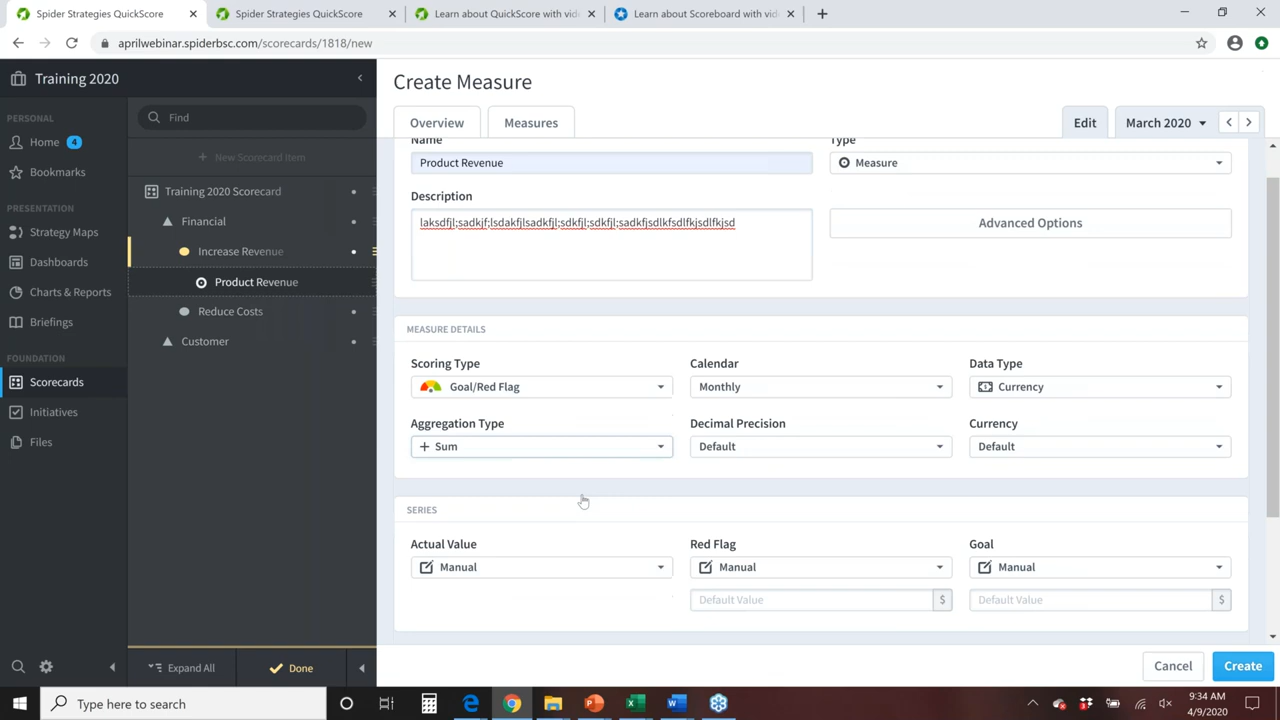 Spider Strategies QuickScore
Spider Strategies QuickScore
Learn about QuickScore with vide
Learn about Scoreboard with vide
aprilwebinar.spiderbsc.com/scorecards/1818/new
Training 2020
Create Measure
PERSONAL
Home 4
Bookmarks
PRESENTATION
Strategy Maps
Dashboards
Charts & Reports
Briefings
FOUNDATION
Scorecards
Initiatives
Files
Find
+ New Scorecard Item
Training 2020 Scorecard
Financial
Increase Revenue
Product Revenue
Reduce Costs
Customer
Expand All
Done
Overview
Measures
Edit
March 2020
Name
Product Revenue
Type
Measure
Description
laksdfjl;sadkjf;lsdakfjlsadkfjl;sdkfjl;sdkfjl;sadkfjsdlkfsdlfkjsdlfkjsd
Advanced Options
MEASURE DETAILS
Scoring Type
Calendar
Data Type
Goal/Red Flag
Monthly
Currency
Aggregation Type
Decimal Precision
Currency
+ Sum
Default
Default
SERIES
Actual Value
Red Flag
Goal
Manual
Manual
Manual
Default Value $
Default Value $
Cancel
Create
Type here to search
9:34 AM
4/9/2020